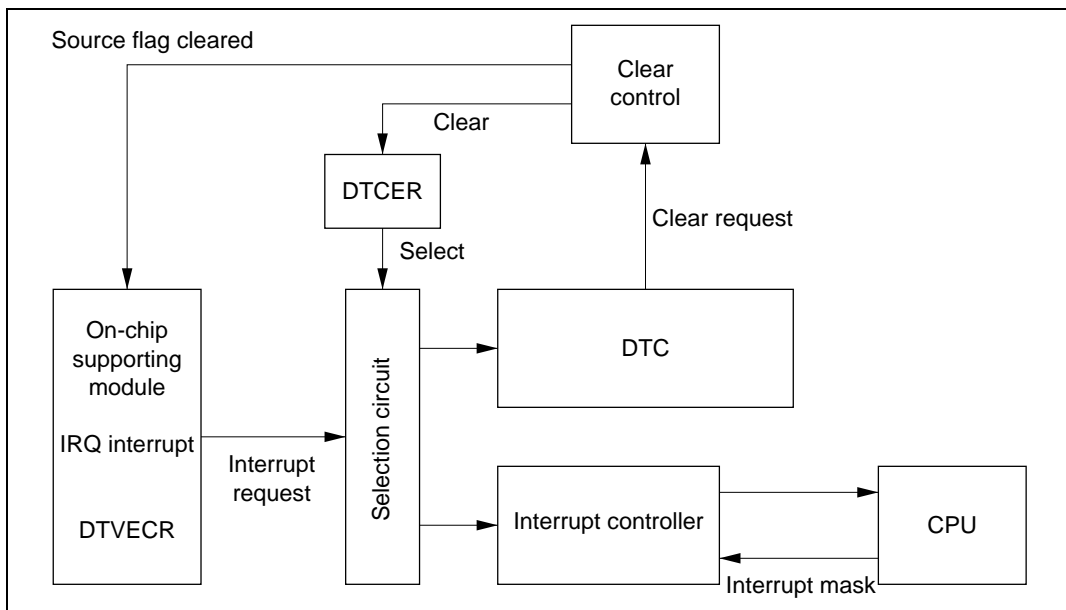 Source flag cleared
Clear
control
Clear
DTCER
Clear request
Select
On-chip
supporting
module
IRQ interrupt
DTVECR
Interrupt
request
Selection circuit
DTC
Interrupt controller
CPU
Interrupt mask